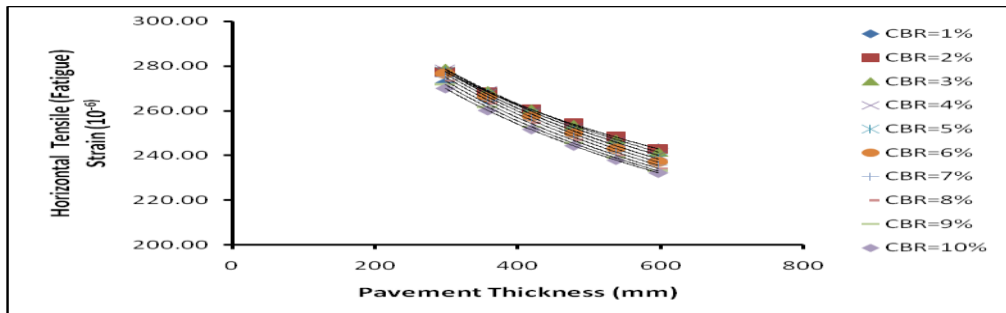 Horizontal Tensile (Fatigue)
Strain (10⁻⁶)
300.00
280.00
260.00
240.00
220.00
200.00
0
200
400
600
800
Pavement Thickness (mm)
CBR=1%
CBR=2%
CBR=3%
CBR=4%
CBR=5%
CBR=6%
CBR=7%
CBR=8%
CBR=9%
CBR=10%